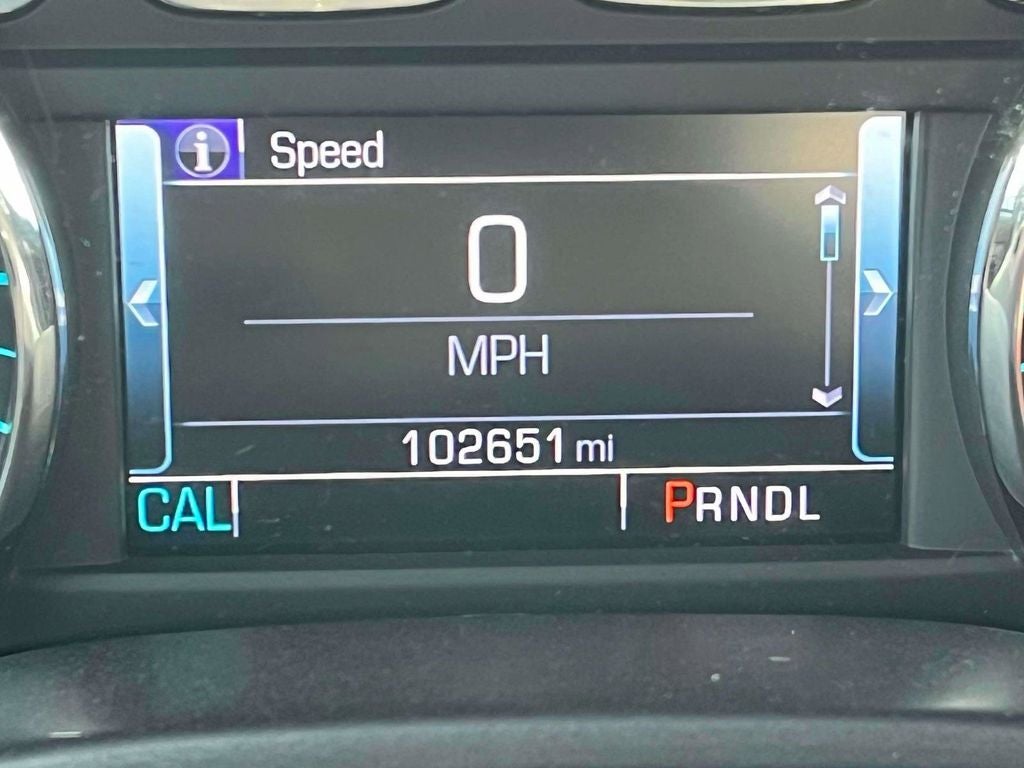 i Speed
0
MPH
102651 mi
CAL PRNDL